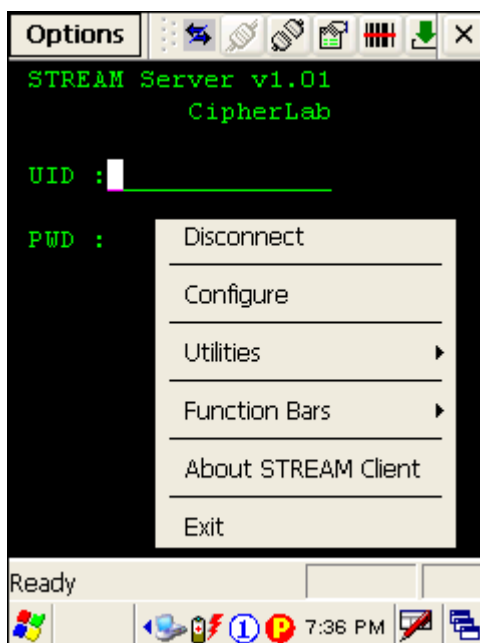 Options
STREAM Server v1.01
CipherLab
UID :
PWD :
Disconnect
Configure
Utilities
Function Bars
About STREAM Client
Exit
Ready
1 P 7:36 PM